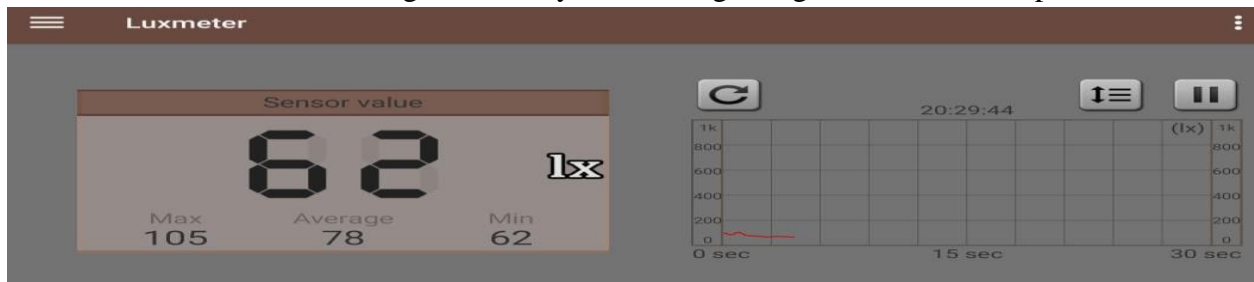 Luxmeter
Sensor value
62 lx
Max Average Min
105 78 62
20:29:44
(lx)
1k 1k
800 800
600 600
400 400
200 200
0 0
0 sec 15 sec 30 sec